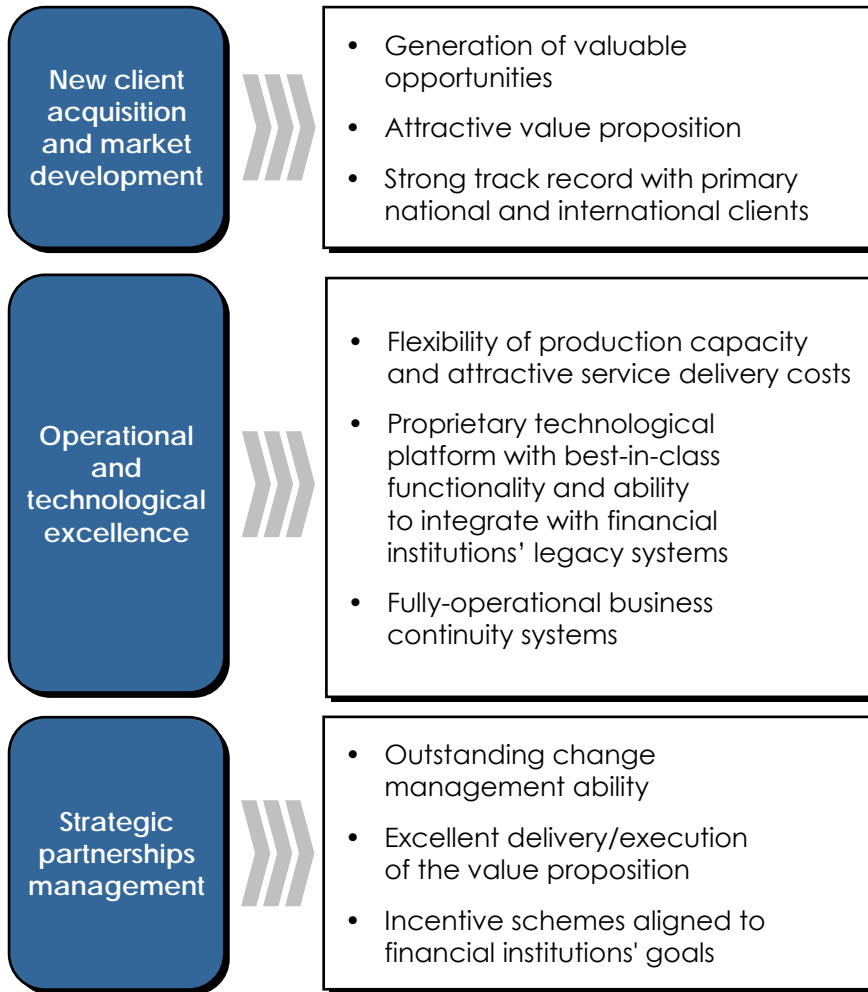 New client
acquisition
and market
development
• Generation of valuable
opportunities
• Attractive value proposition
• Strong track record with primary
national and international clients
Operational
and
technological
excellence
• Flexibility of production capacity
and attractive service delivery costs
• Proprietary technological
platform with best-in-class
functionality and ability
to integrate with financial
institutions’ legacy systems
• Fully-operational business
continuity systems
Strategic
partnerships
management
• Outstanding change
management ability
• Excellent delivery/execution
of the value proposition
• Incentive schemes aligned to
financial institutions' goals